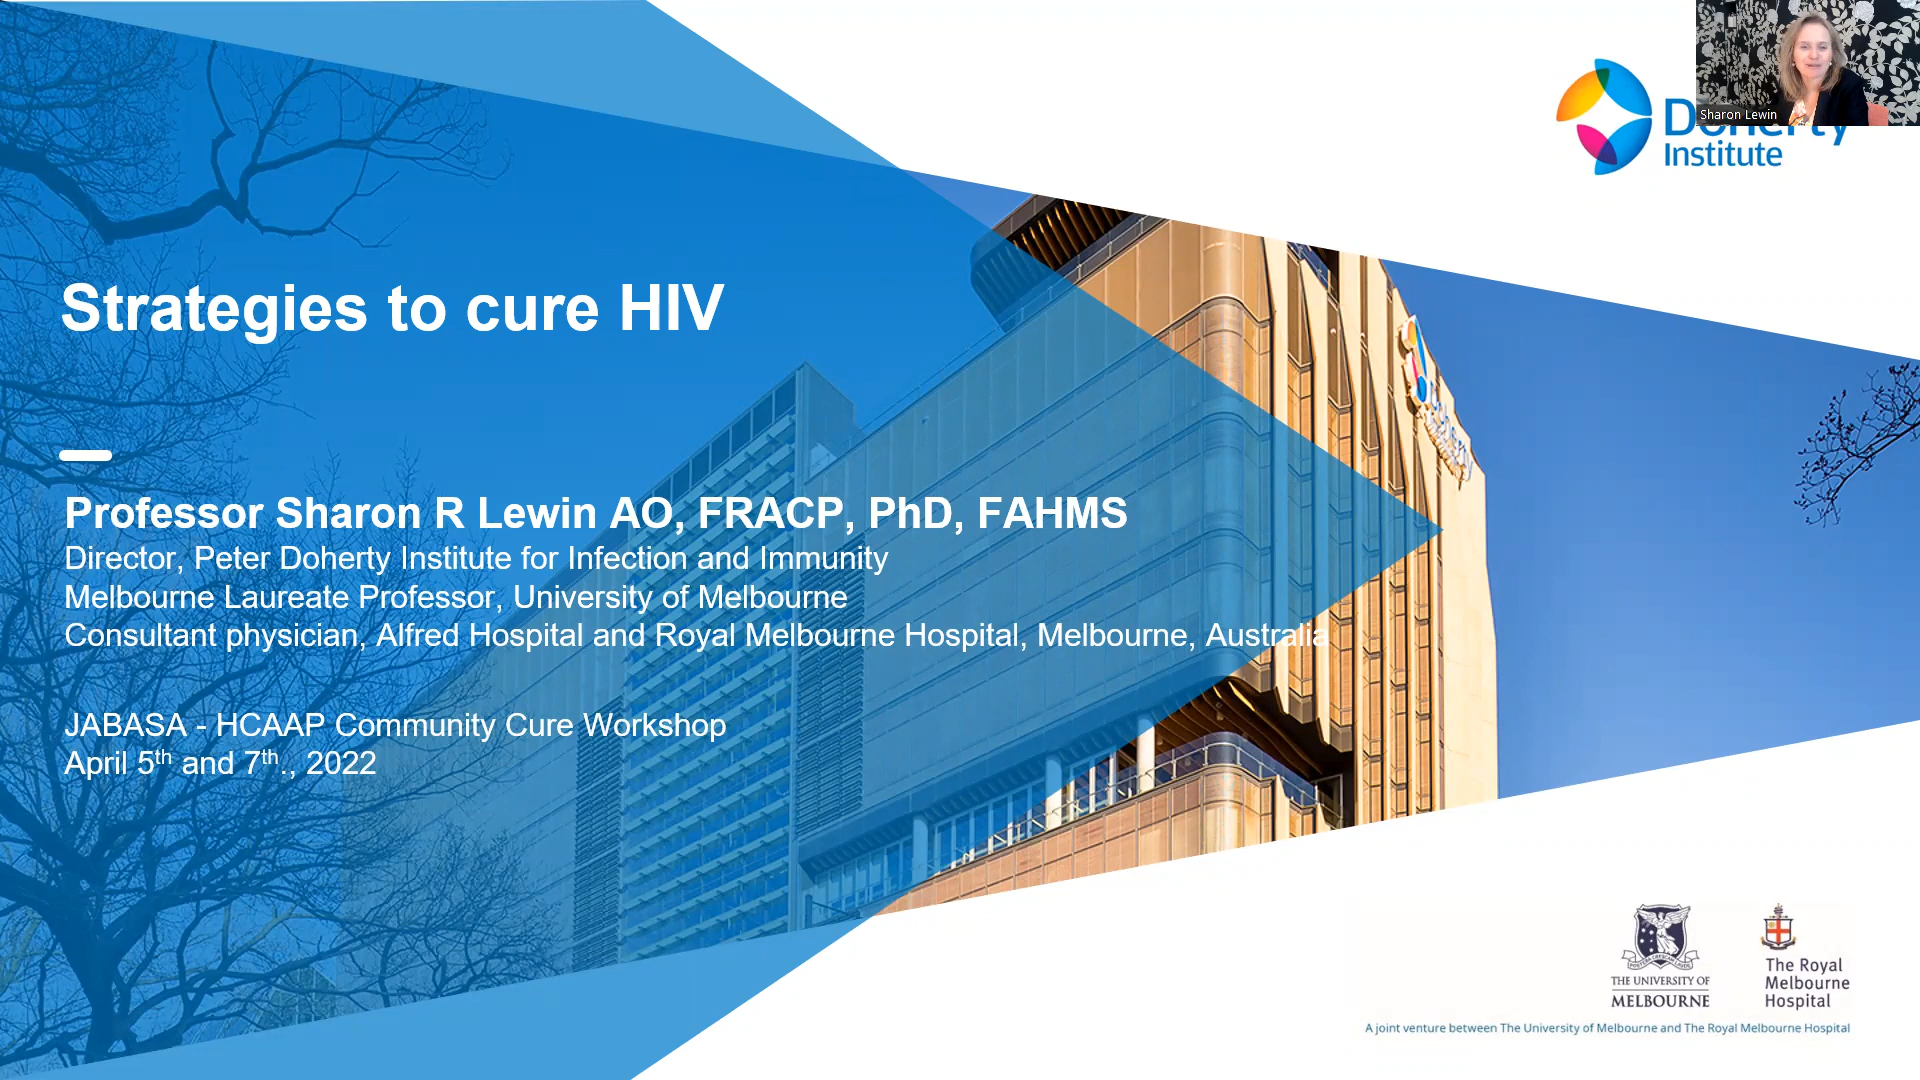 Sharon Lewin
Institute
Strategies to cure HIV
Professor Sharon R Lewin AO, FRACP, PhD, FAHMS
Director, Peter Doherty Institute for Infection and Immunity
Melbourne Laureate Professor, University of Melbourne
Consultant physician, Alfred Hospital and Royal Melbourne Hospital, Melbourne, Australia
JABASA - HCAAP Community Cure Workshop
April 5th and 7th., 2022
THE UNIVERSITY OF
MELBOURNE
The Royal
Melbourne
Hospital
A joint venture between The University of Melbourne and The Royal Melbourne Hospital